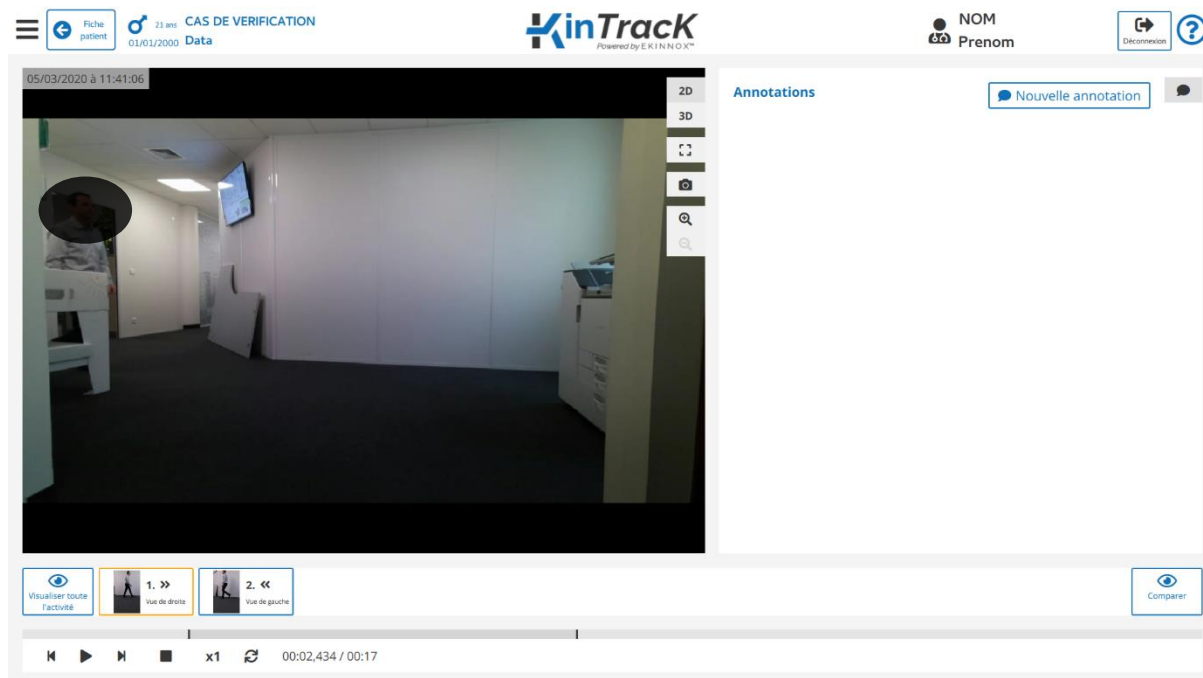 Fiche
patient
21 ans CAS DE VERIFICATION
01/01/2000 Data
KinTracK
Powered by EKINNOX™
NOM
Prenom
Déconnexion
?
05/03/2020 à 11:41:06
2D
3D
Annotations
Nouvelle annotation
Visualiser toute
l'activité
1. »
Vue de droite
2. «
Vue de gauche
Comparer
x1
00:02,434 / 00:17